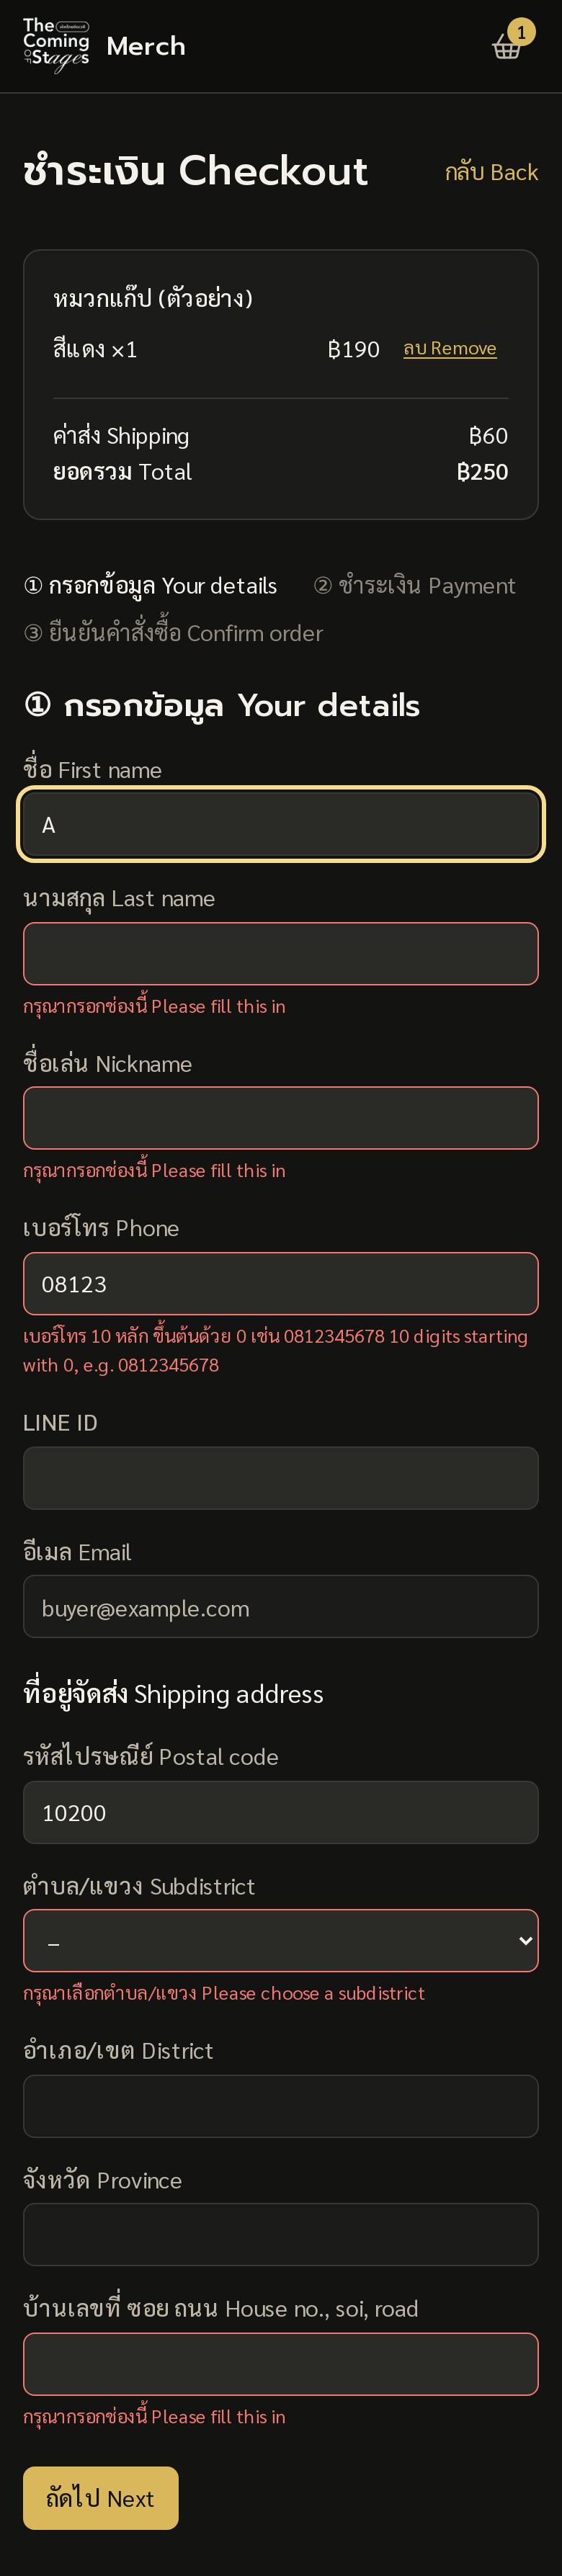 The
Coming
OF Stages
Merch
1
ชำระเงิน Checkout
กลับ Back
หมวกแก๊ป (ตัวอย่าง)
สีแดง ×1 ฿190 ลบ Remove
ค่าส่ง Shipping ฿60
ยอดรวม Total ฿250
① กรอกข้อมูล Your details ② ชำระเงิน Payment
③ ยืนยันคำสั่งซื้อ Confirm order
① กรอกข้อมูล Your details
ชื่อ First name
A
นามสกุล Last name
กรุณากรอกช่องนี้ Please fill this in
ชื่อเล่น Nickname
กรุณากรอกช่องนี้ Please fill this in
เบอร์โทร Phone
08123
เบอร์โทร 10 หลัก ขึ้นต้นด้วย 0 เช่น 0812345678 10 digits starting
with 0, e.g. 0812345678
LINE ID
อีเมล Email
buyer@example.com
ที่อยู่จัดส่ง Shipping address
รหัสไปรษณีย์ Postal code
10200
ตำบล/แขวง Subdistrict
–
กรุณาเลือกตำบล/แขวง Please choose a subdistrict
อำเภอ/เขต District
จังหวัด Province
บ้านเลขที่ ซอย ถนน House no., soi, road
กรุณากรอกช่องนี้ Please fill this in
ถัดไป Next